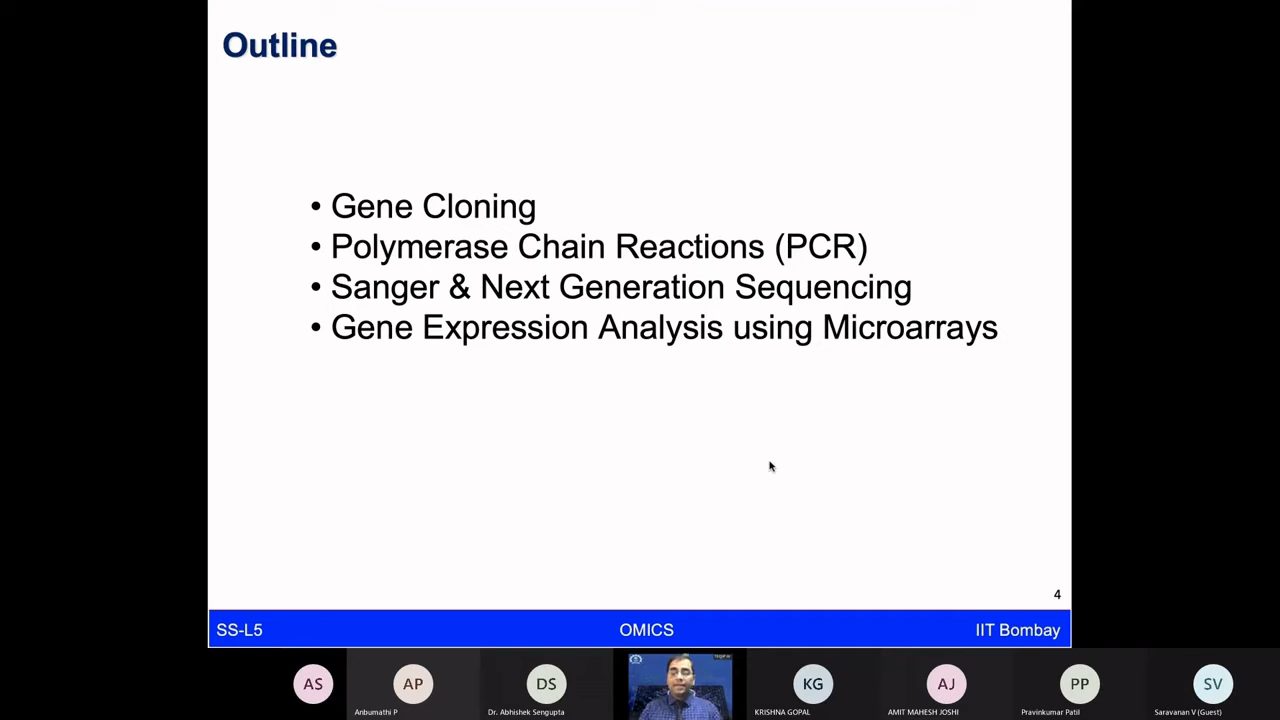 Outline
• Gene Cloning
• Polymerase Chain Reactions (PCR)
• Sanger & Next Generation Sequencing
• Gene Expression Analysis using Microarrays
4
SS-L5 OMICS IIT Bombay
AS AP DS KG AJ PP SV
Anbumathi P Dr. Abhishek Sengupta KRISHNA GOPAL AMIT MAHESH JOSHI Pravinkumar Patil Saravanan V (Guest)